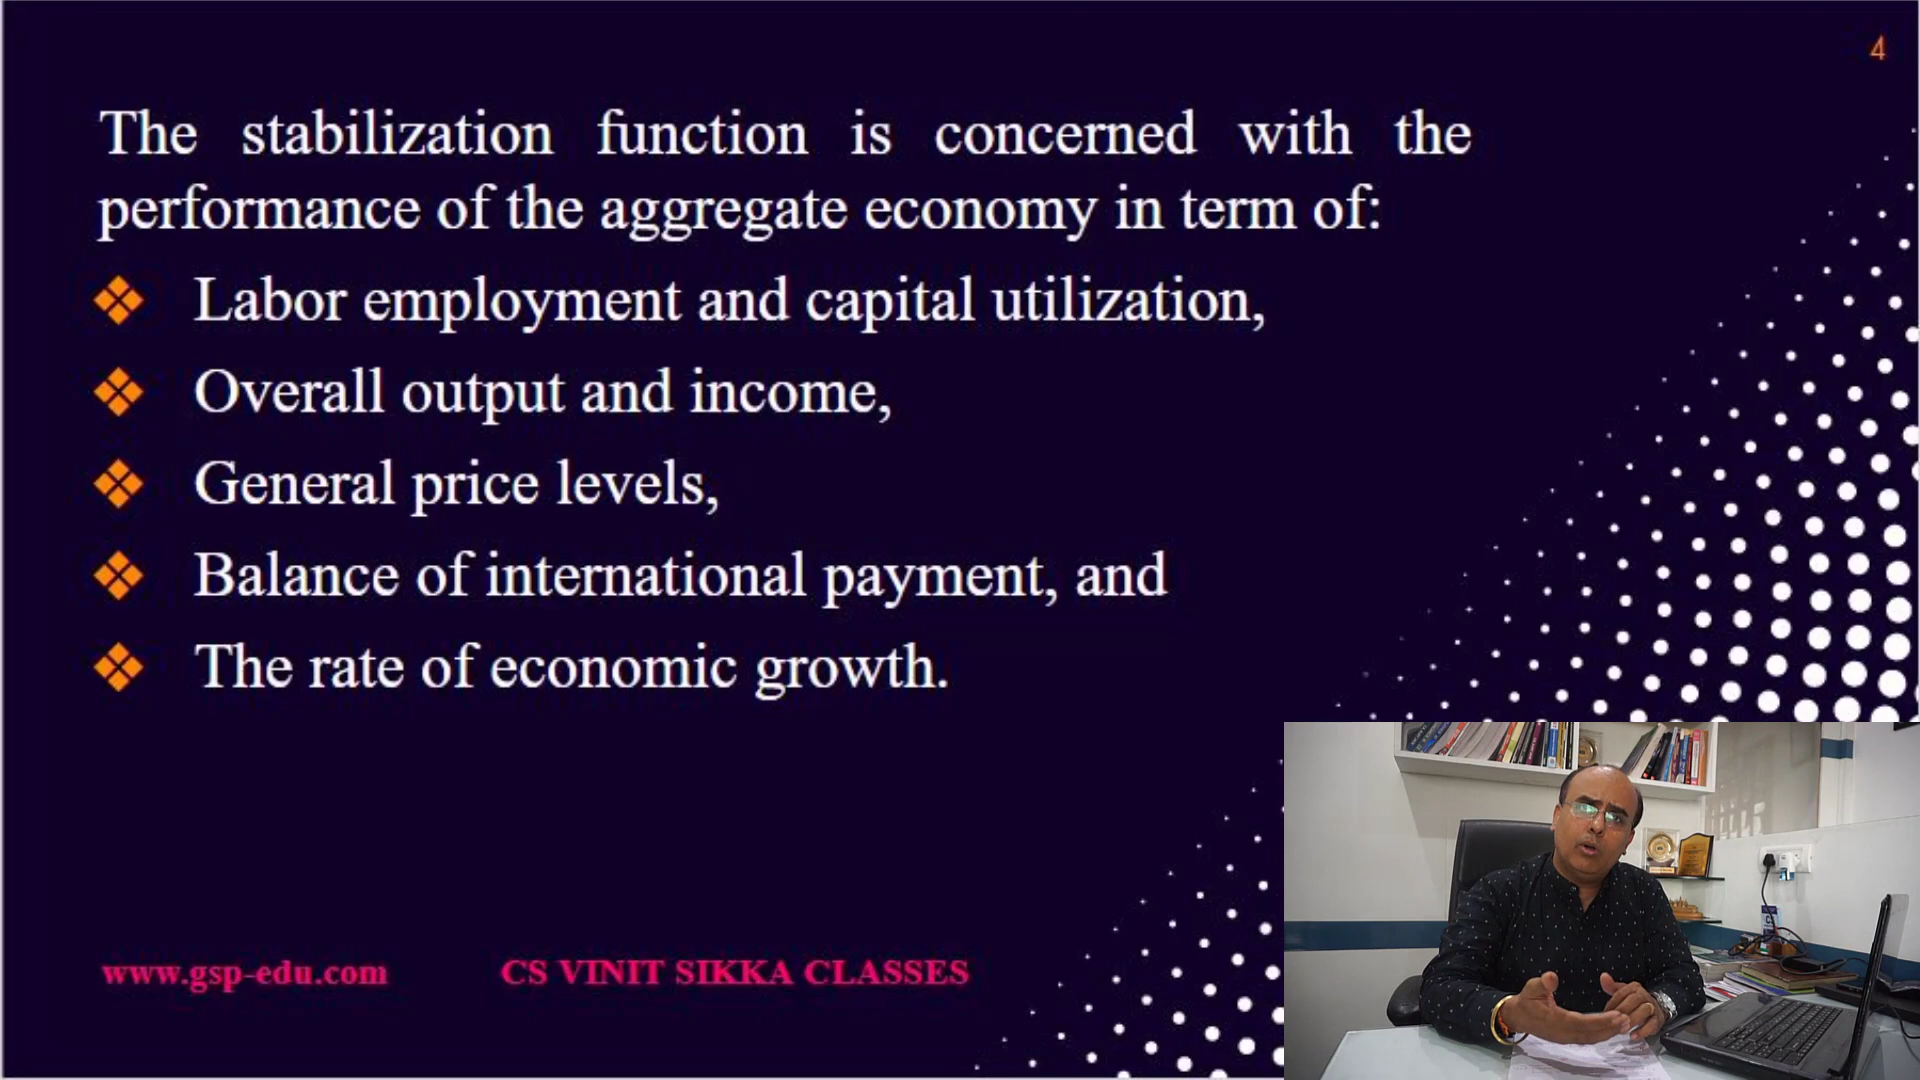 4
The stabilization function is concerned with the
performance of the aggregate economy in term of:
❖ Labor employment and capital utilization,
❖ Overall output and income,
❖ General price levels,
❖ Balance of international payment, and
❖ The rate of economic growth.
www.gsp-edu.com CS VINIT SIKKA CLASSES